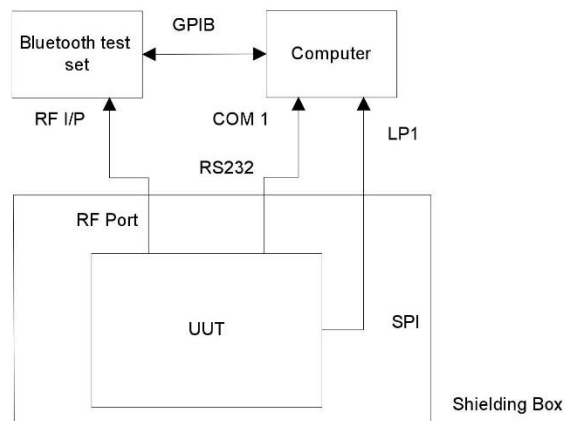 GPIB
Bluetooth test
set
Computer
RF I/P
COM 1
LP1
RS232
RF Port
UUT
SPI
Shielding Box